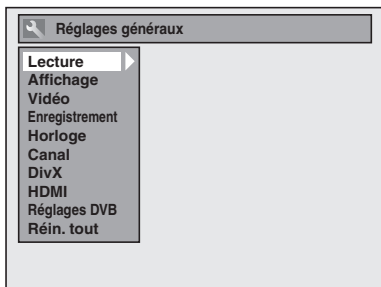 Réglages généraux
Lecture
Affichage
Vidéo
Enregistrement
Horloge
Canal
DivX
HDMI
Réglages DVB
Réin. tout